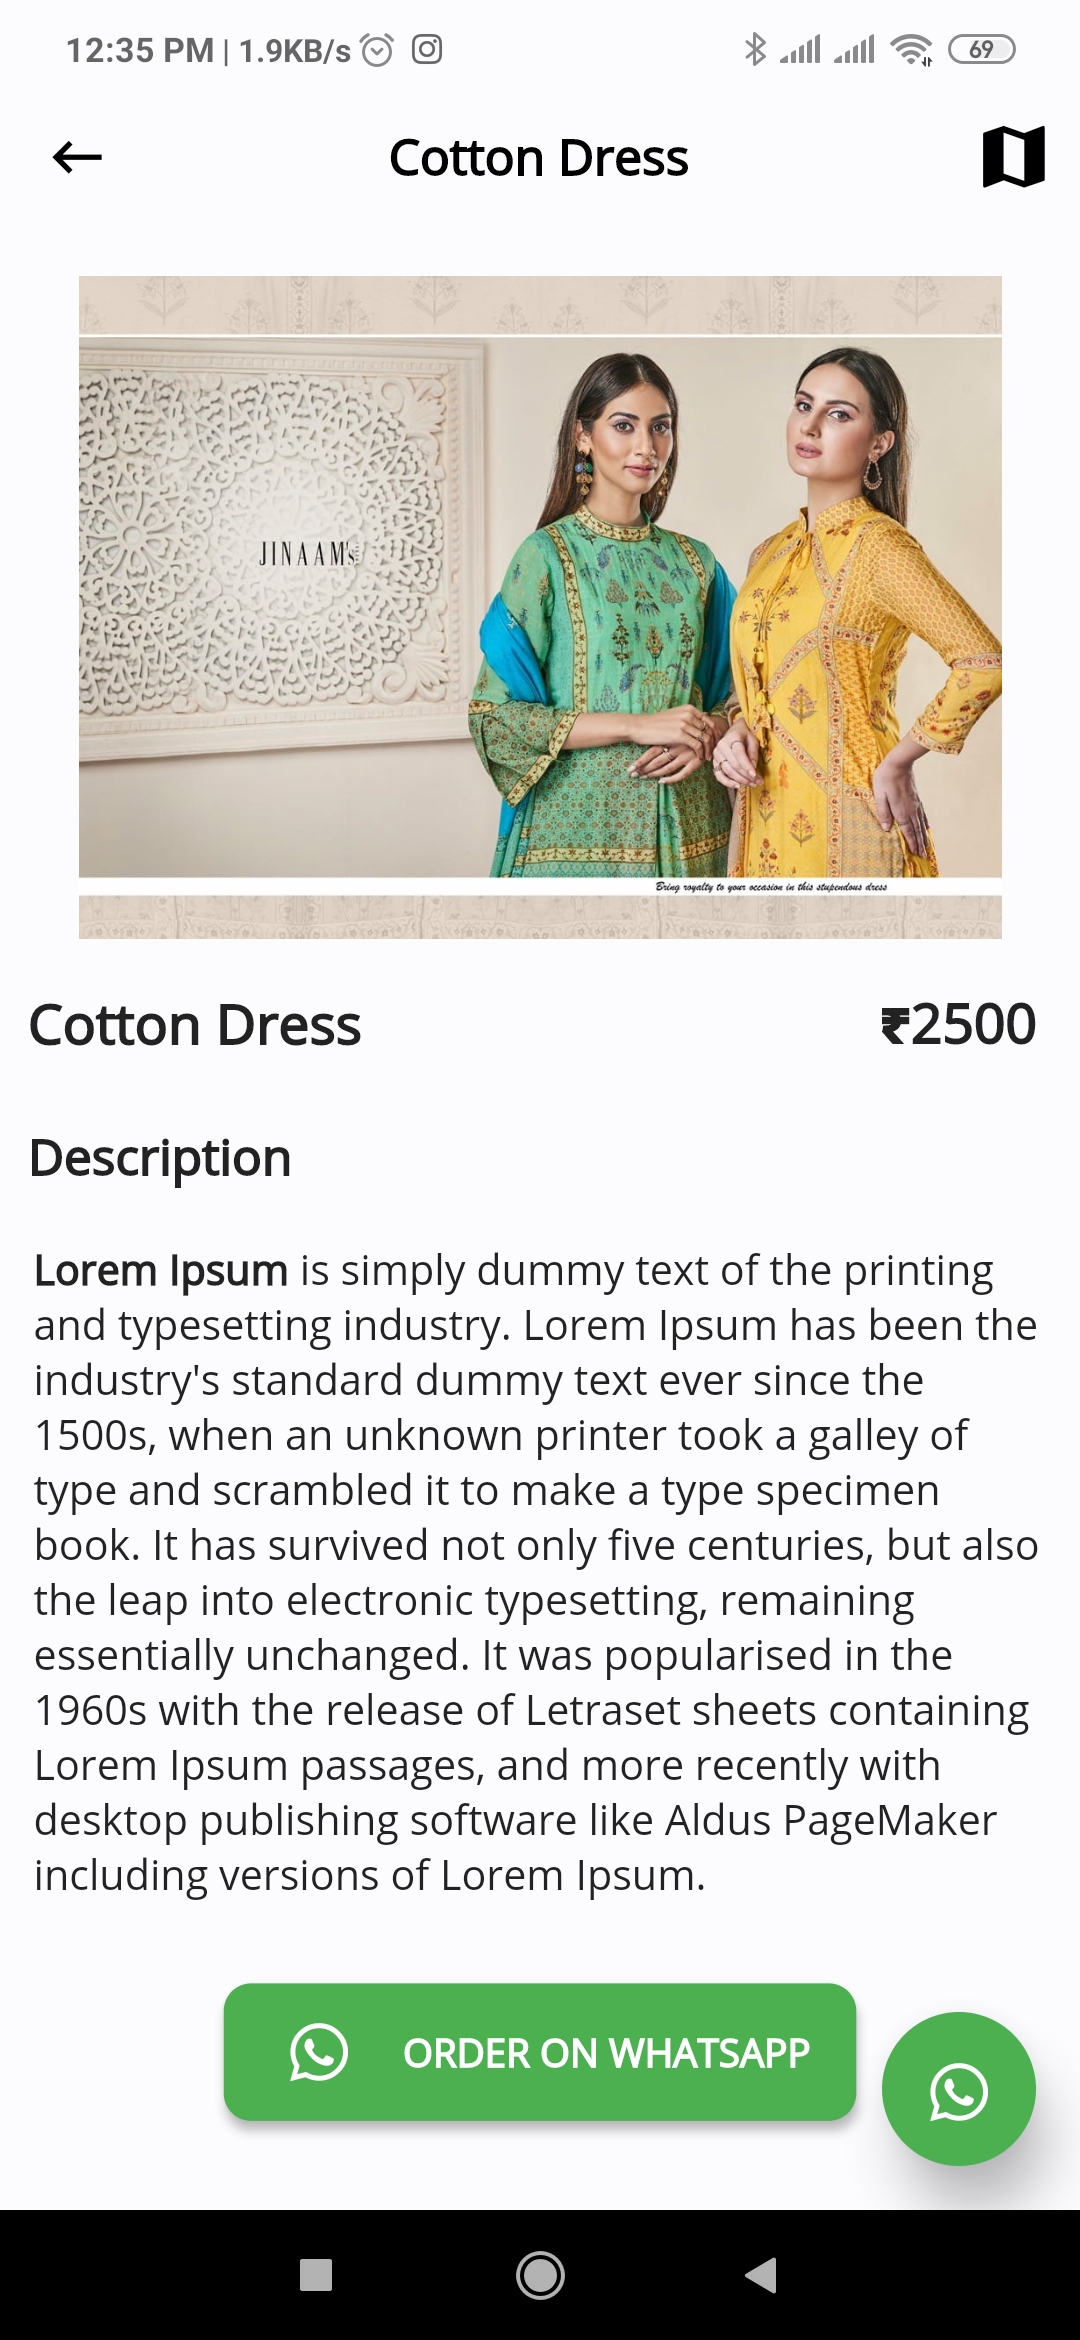 12:35 PM | 1.9KB/s
69
Cotton Dress
JINAAM's
Bring royalty to your occasion in this stupendous dress
Cotton Dress ₹2500
Description
Lorem Ipsum is simply dummy text of the printing
and typesetting industry. Lorem Ipsum has been the
industry's standard dummy text ever since the
1500s, when an unknown printer took a galley of
type and scrambled it to make a type specimen
book. It has survived not only five centuries, but also
the leap into electronic typesetting, remaining
essentially unchanged. It was popularised in the
1960s with the release of Letraset sheets containing
Lorem Ipsum passages, and more recently with
desktop publishing software like Aldus PageMaker
including versions of Lorem Ipsum.
ORDER ON WHATSAPP